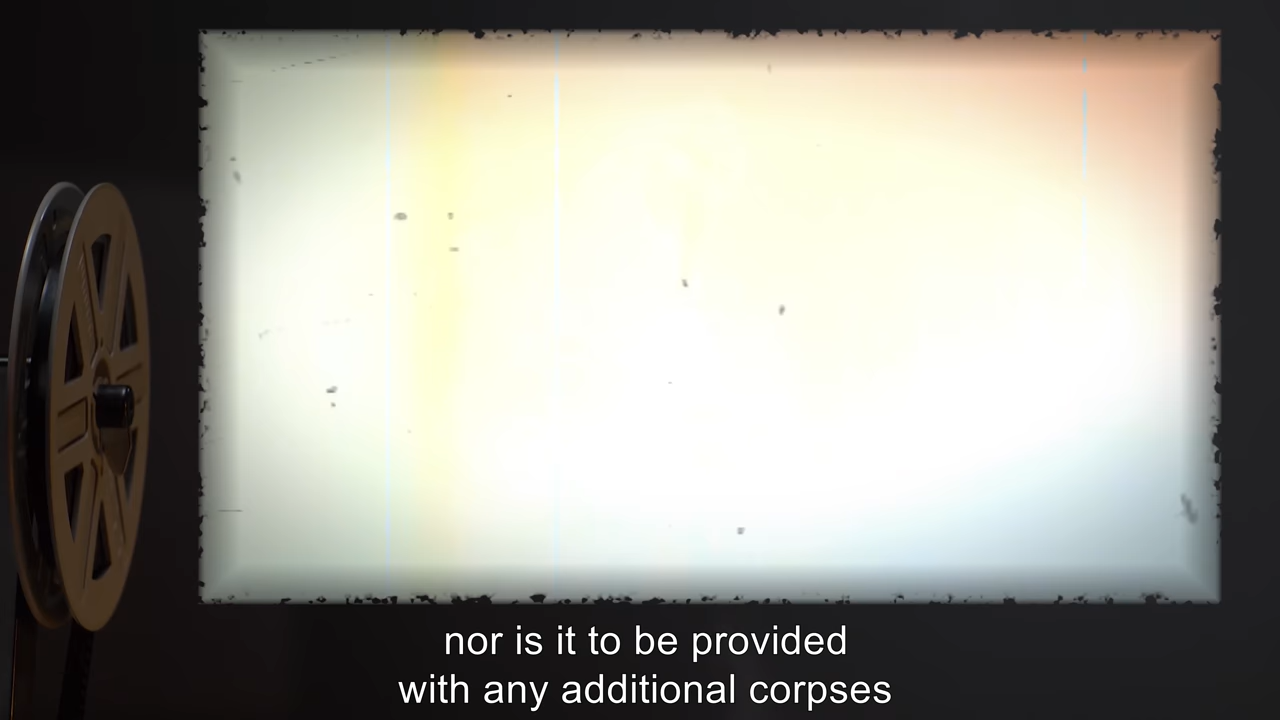 nor is it to be provided
with any additional corpses